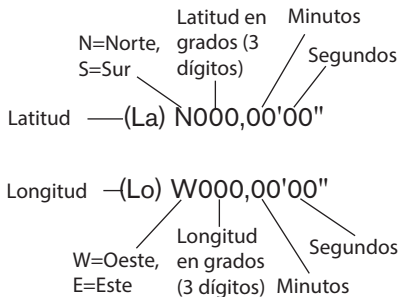 Latitud en grados (3 dígitos)
Minutos
N=Norte,
S=Sur
Segundos
Latitud
(La) N000,00'00"
Longitud
(Lo) W000,00'00"
W=Oeste,
E=Este
Longitud
en grados
(3 dígitos)
Minutos
Segundos